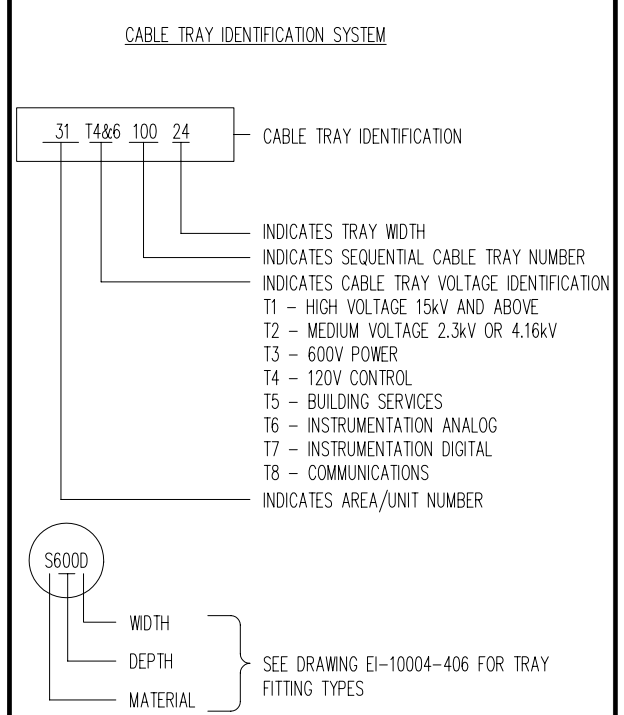 CABLE TRAY IDENTIFICATION SYSTEM
31 T4&6 100 24
CABLE TRAY IDENTIFICATION
INDICATES TRAY WIDTH
INDICATES SEQUENTIAL CABLE TRAY NUMBER
INDICATES CABLE TRAY VOLTAGE IDENTIFICATION
T1 – HIGH VOLTAGE 15kV AND ABOVE
T2 – MEDIUM VOLTAGE 2.3kV OR 4.16kV
T3 – 600V POWER
T4 – 120V CONTROL
T5 – BUILDING SERVICES
T6 – INSTRUMENTATION ANALOG
T7 – INSTRUMENTATION DIGITAL
T8 – COMMUNICATIONS
INDICATES AREA/UNIT NUMBER
S600D
WIDTH
DEPTH
MATERIAL
SEE DRAWING EI–10004–406 FOR TRAY
FITTING TYPES